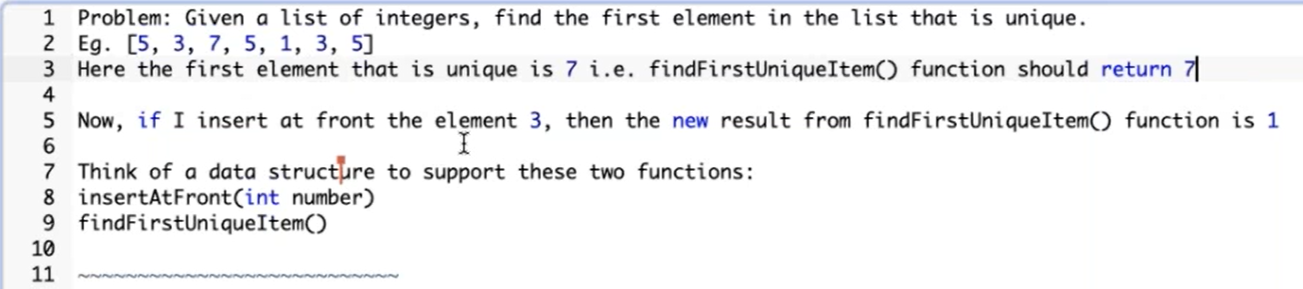 1 Problem: Given a list of integers, find the first element in the list that is unique.
2 Eg. [5, 3, 7, 5, 1, 3, 5]
3 Here the first element that is unique is 7 i.e. findFirstUniqueItem() function should return 7
4
5 Now, if I insert at front the element 3, then the new result from findFirstUniqueItem() function is 1
6
7 Think of a data structure to support these two functions:
8 insertAtFront(int number)
9 findFirstUniqueItem()
10
11 ~~~~~~~~~~~~~~~~~~~~~~~~~~~